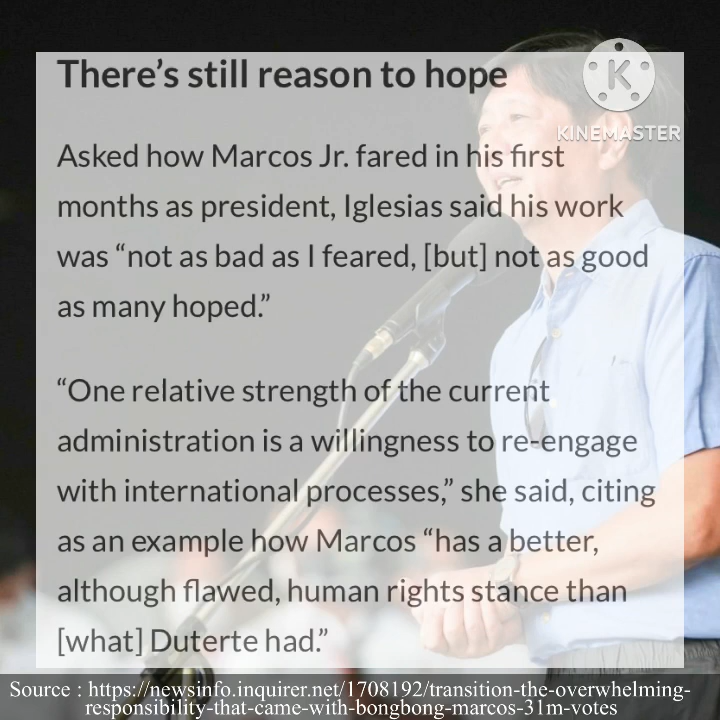 There’s still reason to hope
K
KINEMASTER
Asked how Marcos Jr. fared in his first
months as president, Iglesias said his work
was “not as bad as I feared, [but] not as good
as many hoped.”
“One relative strength of the current
administration is a willingness to re-engage
with international processes,” she said, citing
as an example how Marcos “has a better,
although flawed, human rights stance than
[what] Duterte had.”
Source : https://newsinfo.inquirer.net/1708192/transition-the-overwhelming-
responsibility-that-came-with-bongbong-marcos-31m-votes